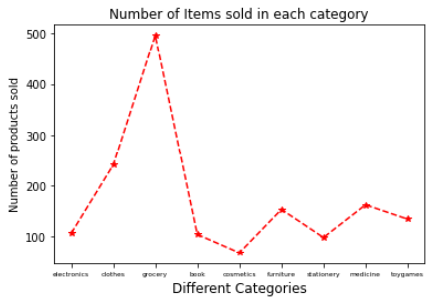 Number of Items sold in each category
500
400
300
200
100
Number of products sold
electronics clothes grocery book cosmetics furniture stationery medicine toygames
Different Categories